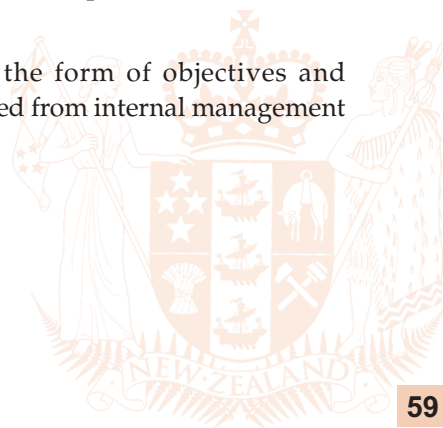 the form of objectives and
ed from internal management
NEW ZEALAND
59